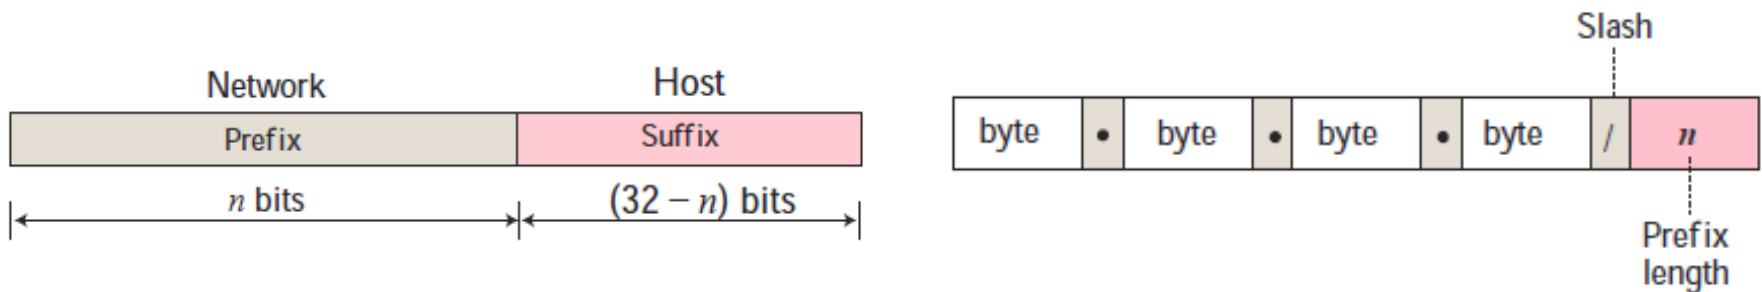 Network Host
Prefix Suffix
n bits (32 – n) bits
Slash
byte • byte • byte • byte / n
Prefix
length